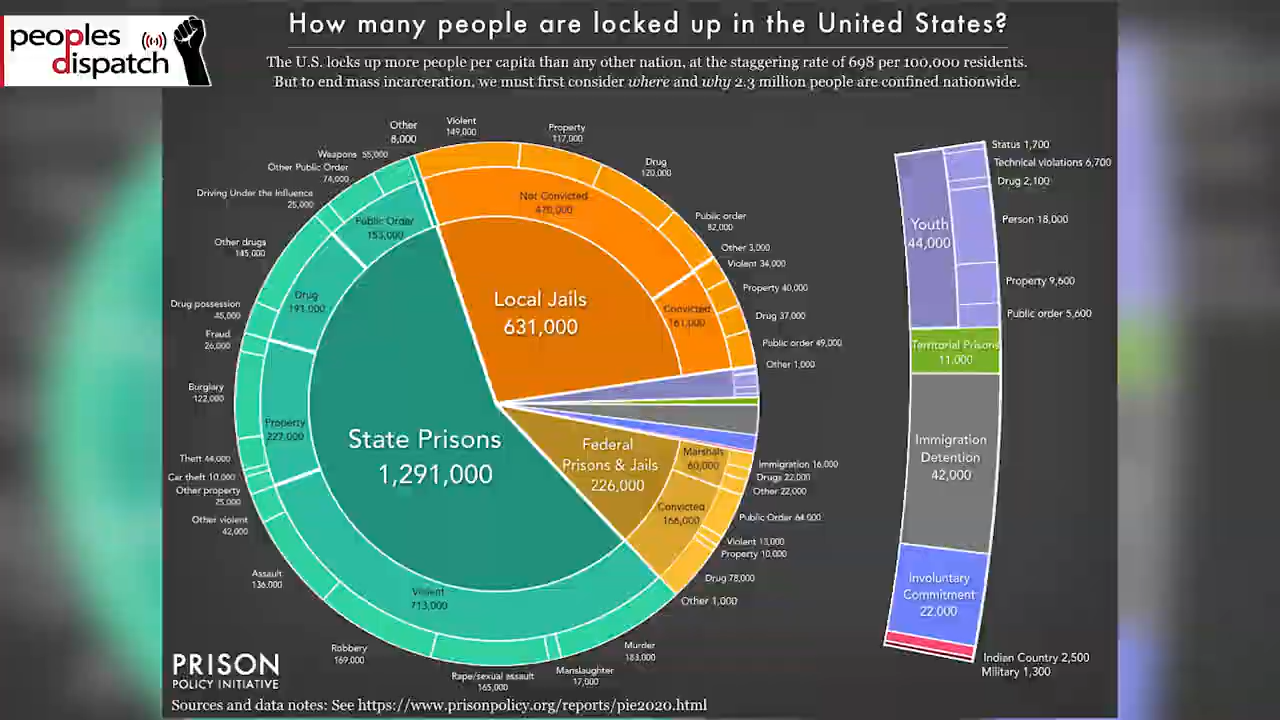 peoples
dispatch
How many people are locked up in the United States?
The U.S. locks up more people per capita than any other nation, at the staggering rate of 698 per 100,000 residents.
But to end mass incarceration, we must first consider where and why 2.3 million people are confined nationwide.
Other
8,000
Violent
149,000
Property
117,000
Drug
120,000
Public order
82,000
Other 3,000
Violent 34,000
Property 40,000
Drug 37,000
Public order 49,000
Other 1,000
Not Convicted
470,000
Convicted
161,000
Local Jails
631,000
Weapons 55,000
Other Public Order
74,000
Driving Under the Influence
25,000
Public Order
153,000
Other drugs
145,000
Drug possession
45,000
Drug
191,000
Fraud
26,000
Burglary
122,000
Property
227,000
Theft 44,000
Car theft 10,000
Other property
25,000
Other violent
42,000
Assault
136,000
Robbery
169,000
Rape/sexual assault
165,000
Manslaughter
17,000
Murder
183,000
Violent
713,000
State Prisons
1,291,000
Federal
Prisons & Jails
226,000
Marshals
60,000
Convicted
166,000
Immigration 16,000
Drugs 22,000
Other 22,000
Public Order 64,000
Violent 13,000
Property 10,000
Drug 78,000
Other 1,000
Youth
44,000
Status 1,700
Technical violations 6,700
Drug 2,100
Person 18,000
Property 9,600
Public order 5,600
Territorial Prisons
11,000
Immigration
Detention
42,000
Involuntary
Commitment
22,000
Indian Country 2,500
Military 1,300
PRISON
POLICY INITIATIVE
Sources and data notes: See https://www.prisonpolicy.org/reports/pie2020.html